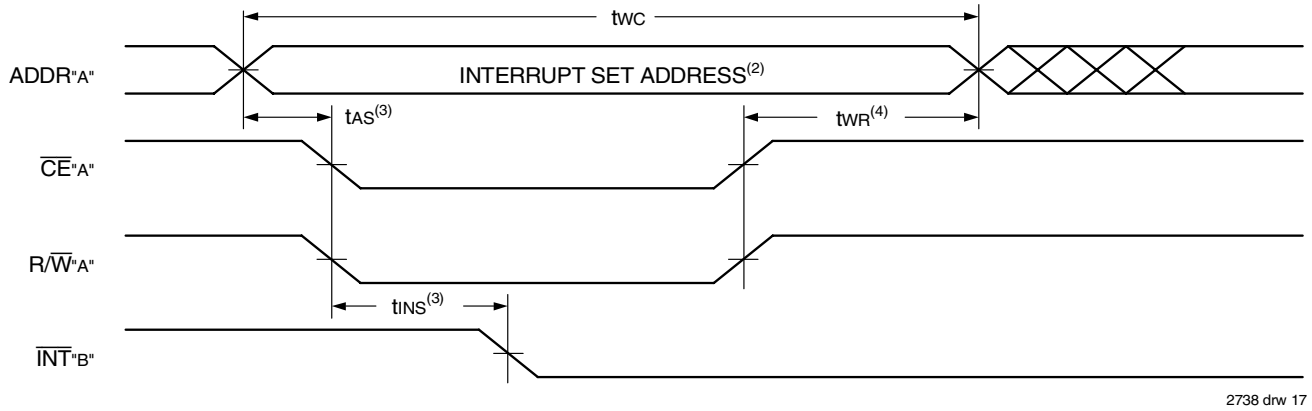 tWC
ADDR"A"
INTERRUPT SET ADDRESS(2)
tAS(3)
tWR(4)
CE"A"
R/W"A"
tINS(3)
INT"B"
2738 drw 17